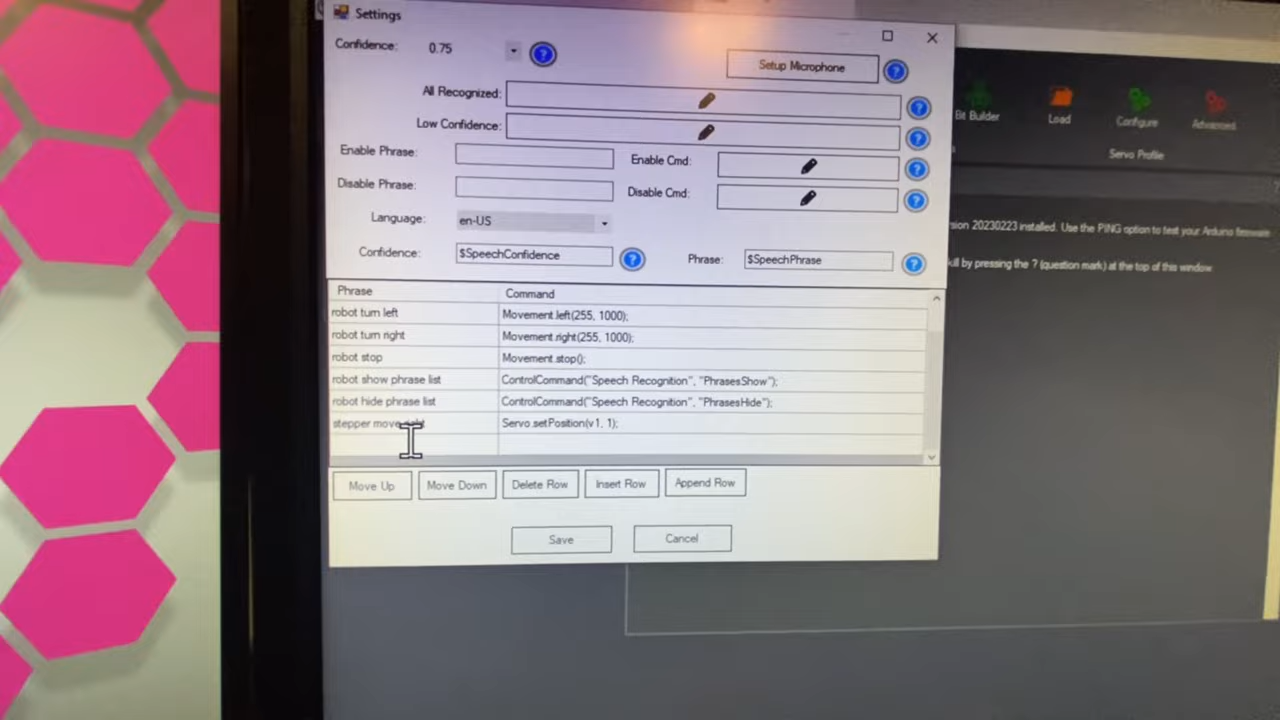 Settings
Confidence: 0.75
Setup Microphone
All Recognized:
Low Confidence:
Enable Phrase: Enable Cmd:
Disable Phrase: Disable Cmd:
Language: en-US
Confidence: $SpeechConfidence Phrase: $SpeechPhrase
Phrase Command
robot turn left Movement.left(255, 1000);
robot turn right Movement.right(255, 1000);
robot stop Movement.stop();
robot show phrase list ControlCommand("Speech Recognition", "PhrasesShow");
robot hide phrase list ControlCommand("Speech Recognition", "PhrasesHide");
stepper move right Servo.setPosition(v1, 1);
Move Up Move Down Delete Row Insert Row Append Row
Save Cancel
Bit Builder Load Configure Advanced
Servo Profile
20230223 installed. Use the PING option to test your Arduino firmware
by pressing the ? (question mark) at the top of this window